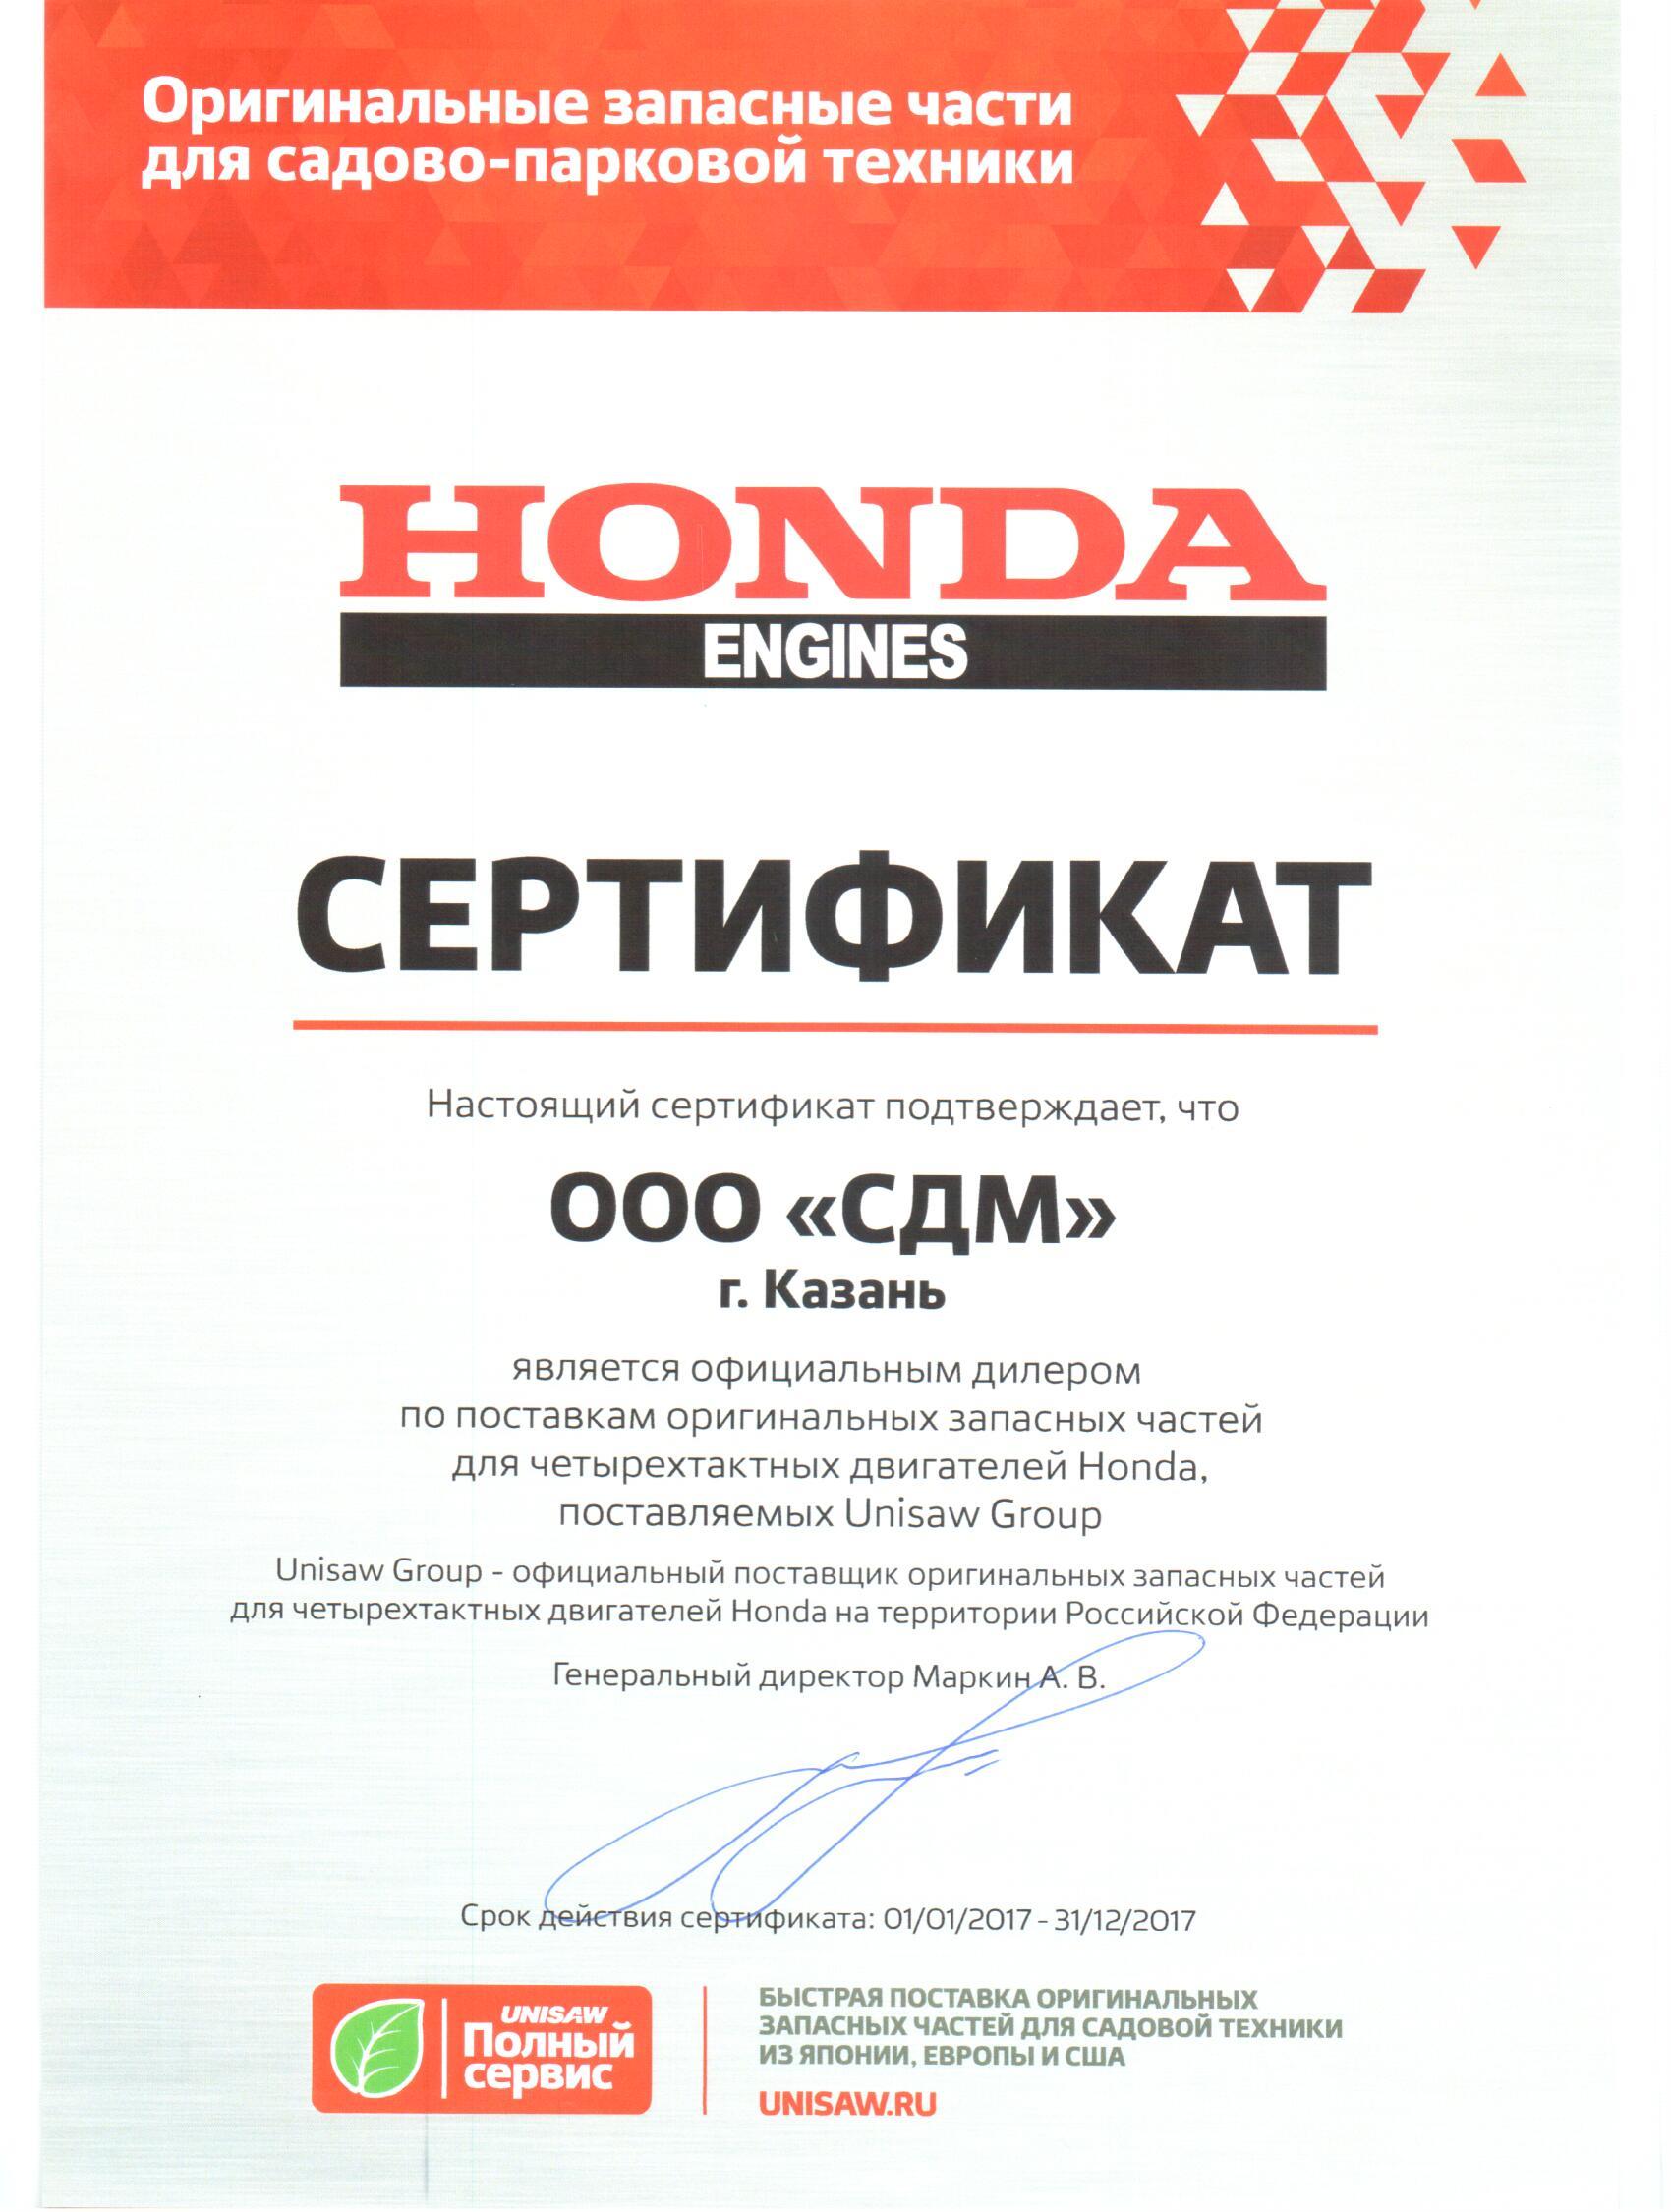 Оригинальные запасные части
для садово-парковой техники
HONDA
ENGINES
СЕРТИФИКАТ
Настоящий сертификат подтверждает, что
ООО «СДМ»
г. Казань
является официальным дилером
по поставкам оригинальных запасных частей
для четырехтактных двигателей Honda,
поставляемых Unisaw Group
Unisaw Group - официальный поставщик оригинальных запасных частей
для четырехтактных двигателей Honda на территории Российской Федерации
Генеральный директор Маркин А. В.
Срок действия сертификата: 01/01/2017 - 31/12/2017
UNISAW
Полный
сервис
БЫСТРАЯ ПОСТАВКА ОРИГИНАЛЬНЫХ
ЗАПАСНЫХ ЧАСТЕЙ ДЛЯ САДОВОЙ ТЕХНИКИ
ИЗ ЯПОНИИ, ЕВРОПЫ И США
UNISAW.RU